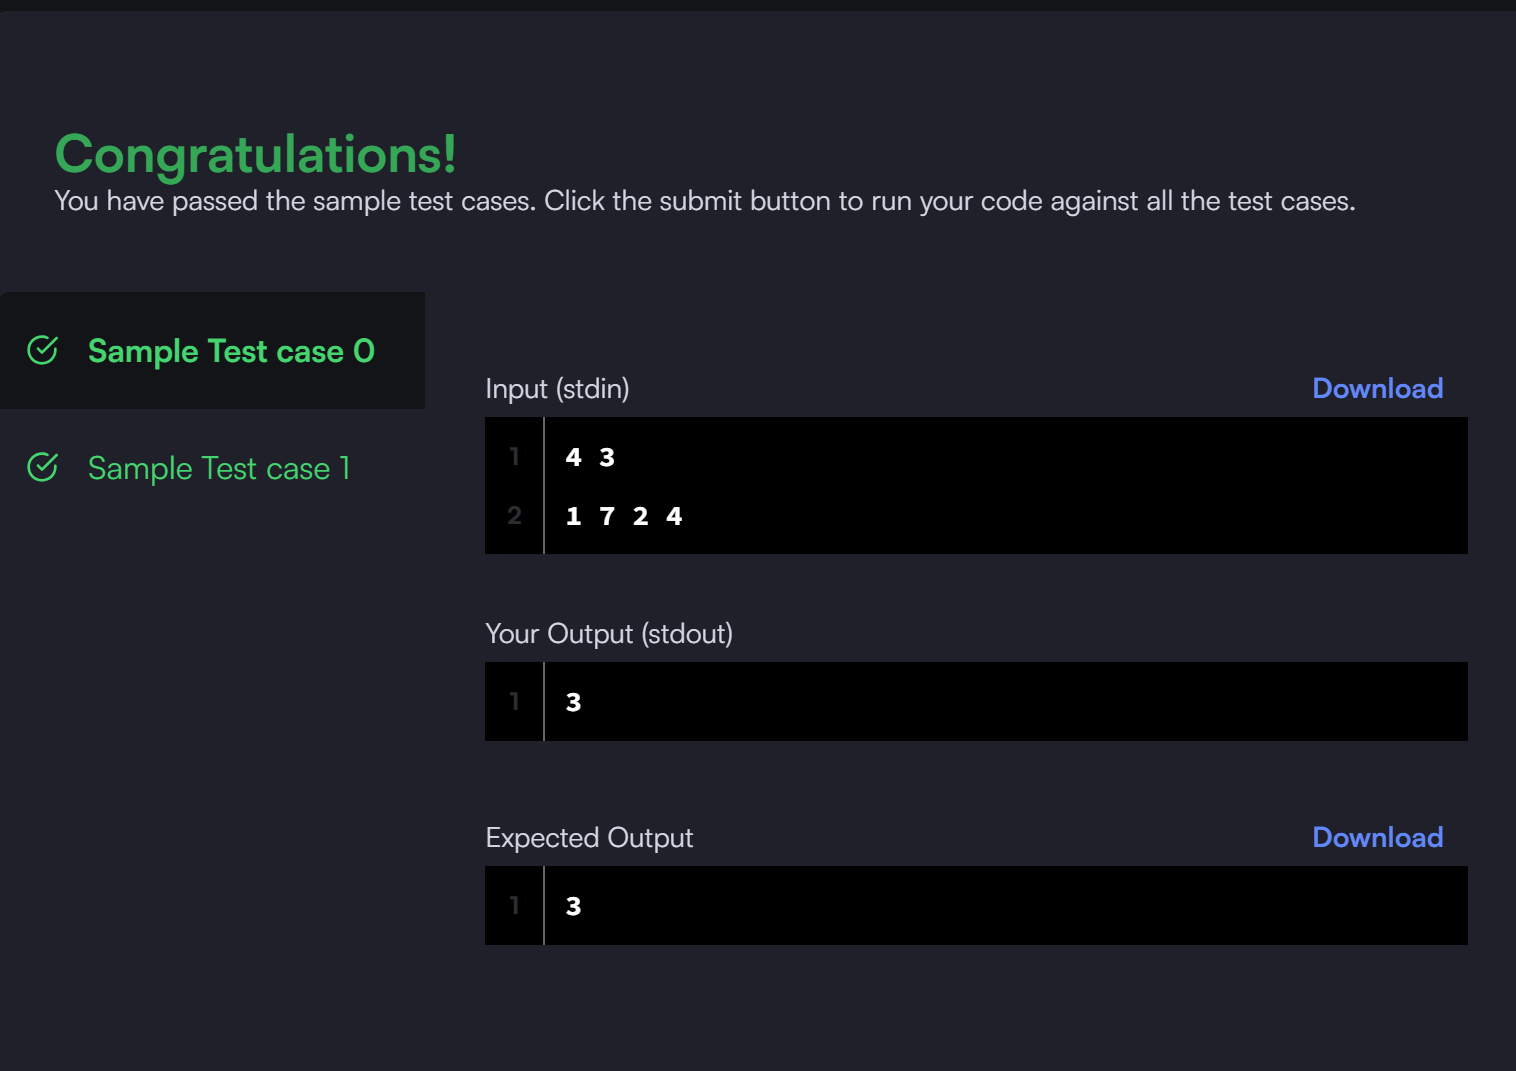 Congratulations!
You have passed the sample test cases. Click the submit button to run your code against all the test cases.
Sample Test case 0
Sample Test case 1
Input (stdin)
Download
1 4 3
2 1 7 2 4
Your Output (stdout)
1 3
Expected Output
Download
1 3